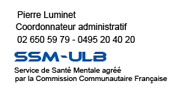 Pierre Luminet
Coordonnateur administratif
02 650 59 79 - 0495 20 40 20
SSM-ULB
Service de Santé Mentale agréé
par la Commission Communautaire Française